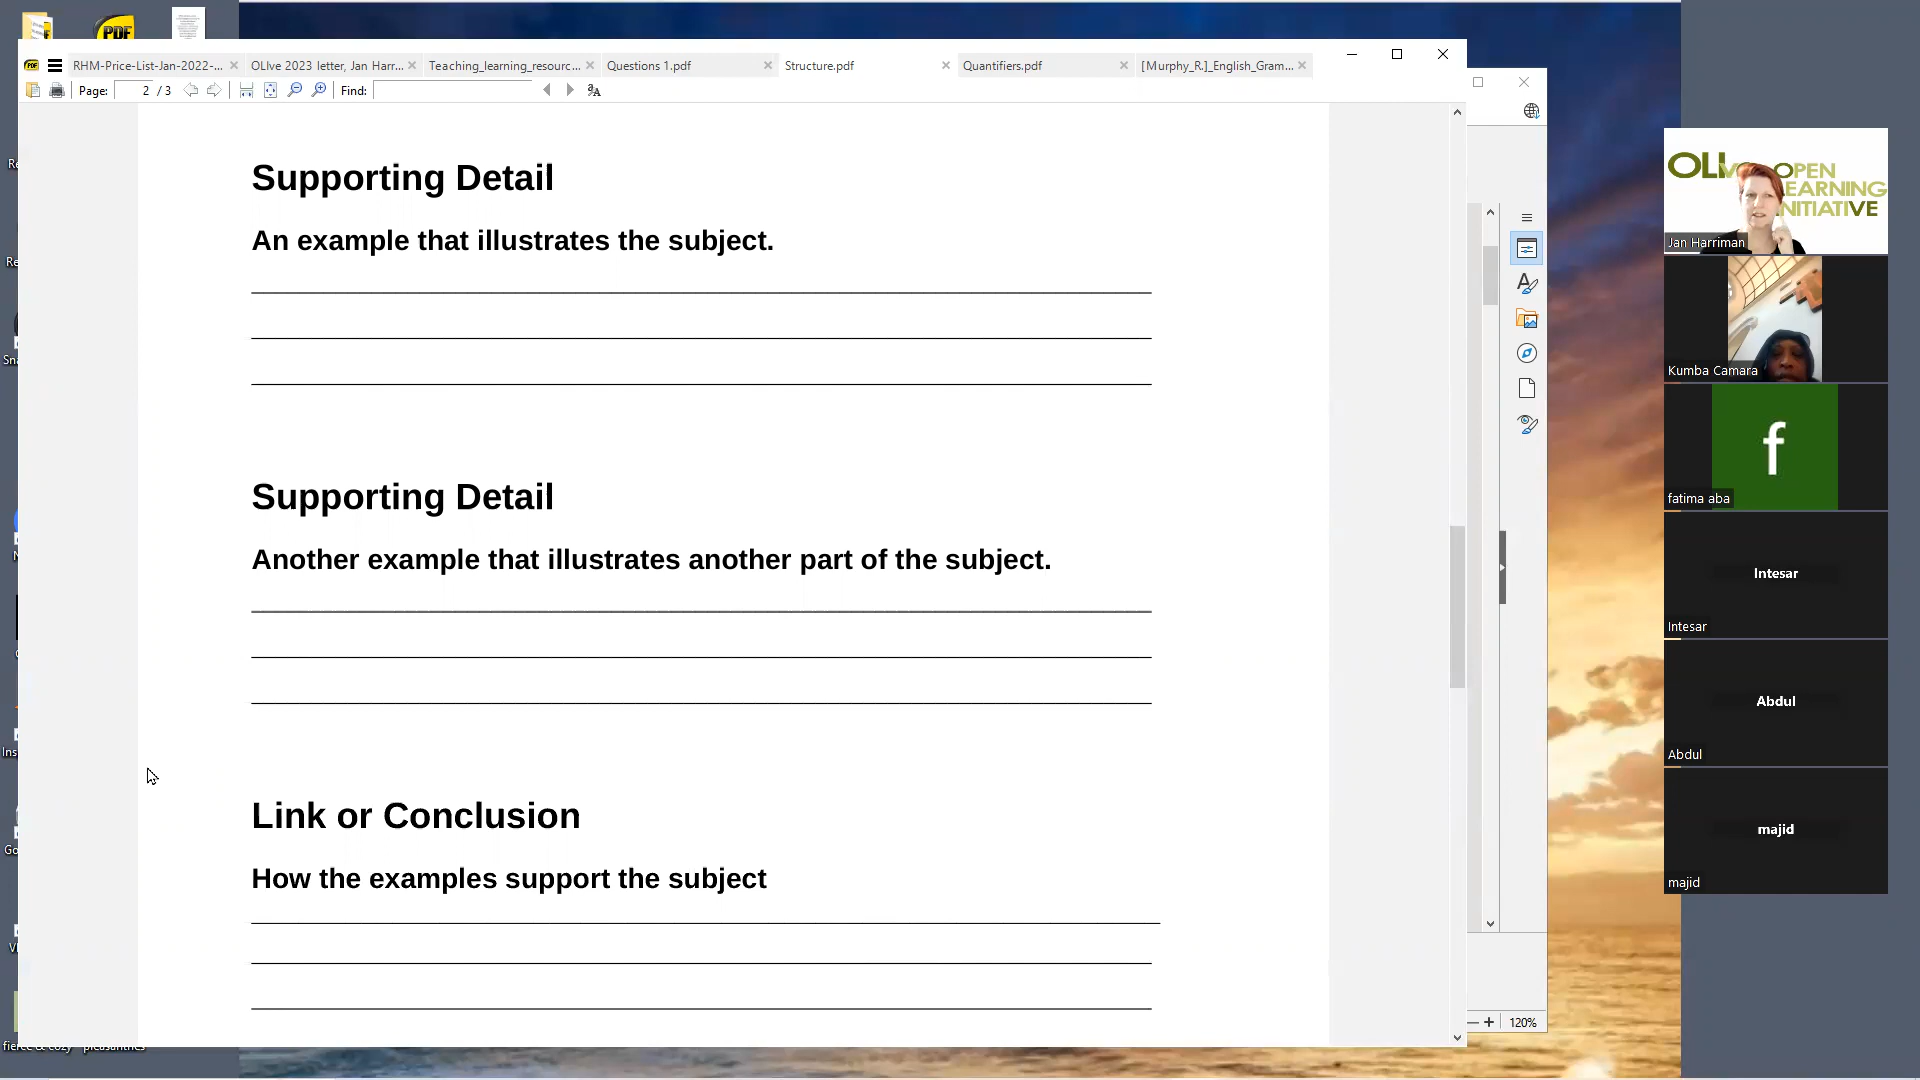 PDF
RHM-Price-List-Jan-2022-...
OLIve 2023 letter, Jan Harr...
Teaching_learning_resourc...
Questions 1.pdf
Structure.pdf
Quantifiers.pdf
[Murphy_R.]_English_Gram...
Page: 2 / 3
Find:
Supporting Detail
An example that illustrates the subject.
Supporting Detail
Another example that illustrates another part of the subject.
Link or Conclusion
How the examples support the subject
120%
OPEN
LEARNING
INITIATIVE
Jan Harriman
Kumba Camara
f
fatima aba
Intesar
Intesar
Abdul
Abdul
majid
majid